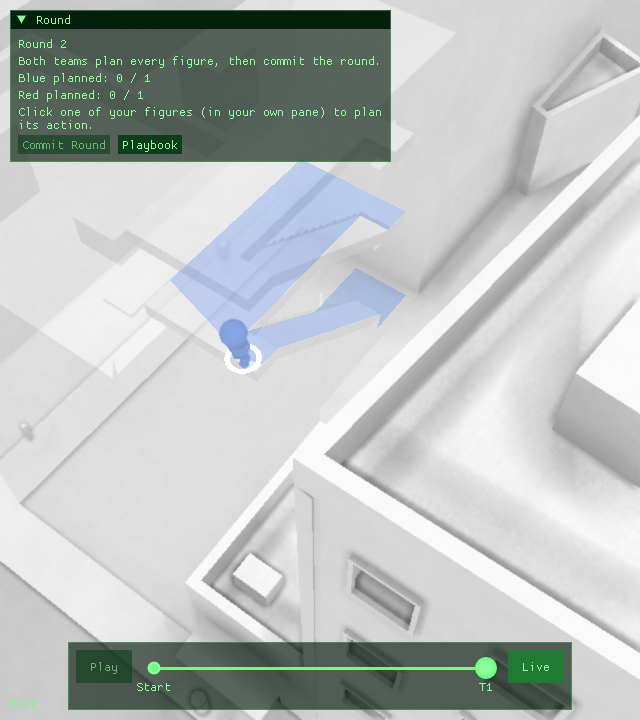 Round
Round 2
Both teams plan every figure, then commit the round.
Blue planned: 0 / 1
Red planned: 0 / 1
Click one of your figures (in your own pane) to plan
its action.
Commit Round Playbook
Play
Live
Start T1